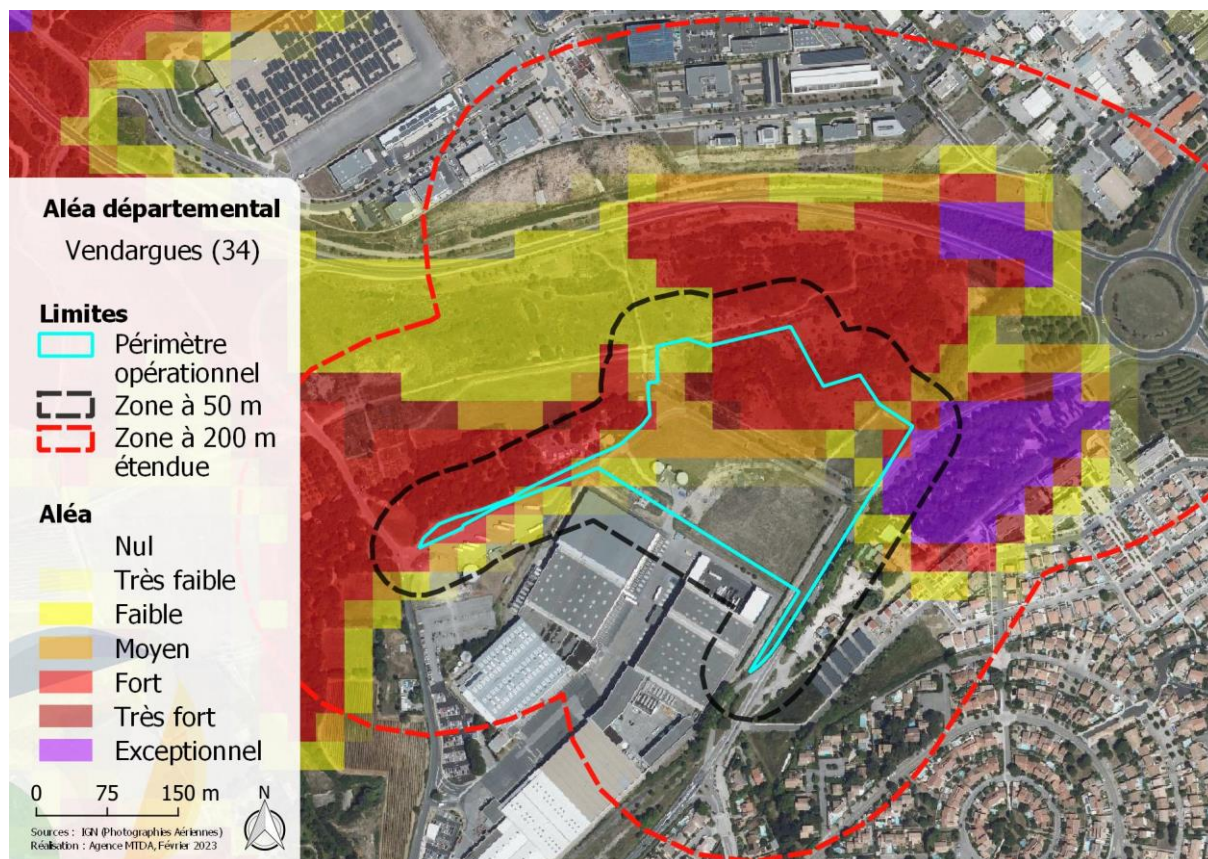 Aléa départemental
Vendargues (34)
Limites
Périmètre
opérationnel
Zone à 50 m
Zone à 200 m
étendue
Aléa
Nul
Très faible
Faible
Moyen
Fort
Très fort
Exceptionnel
0 75 150 m
N
Sources : IGN (Photographies Aériennes)
Réalisation : Agence MTDA, Février 2023